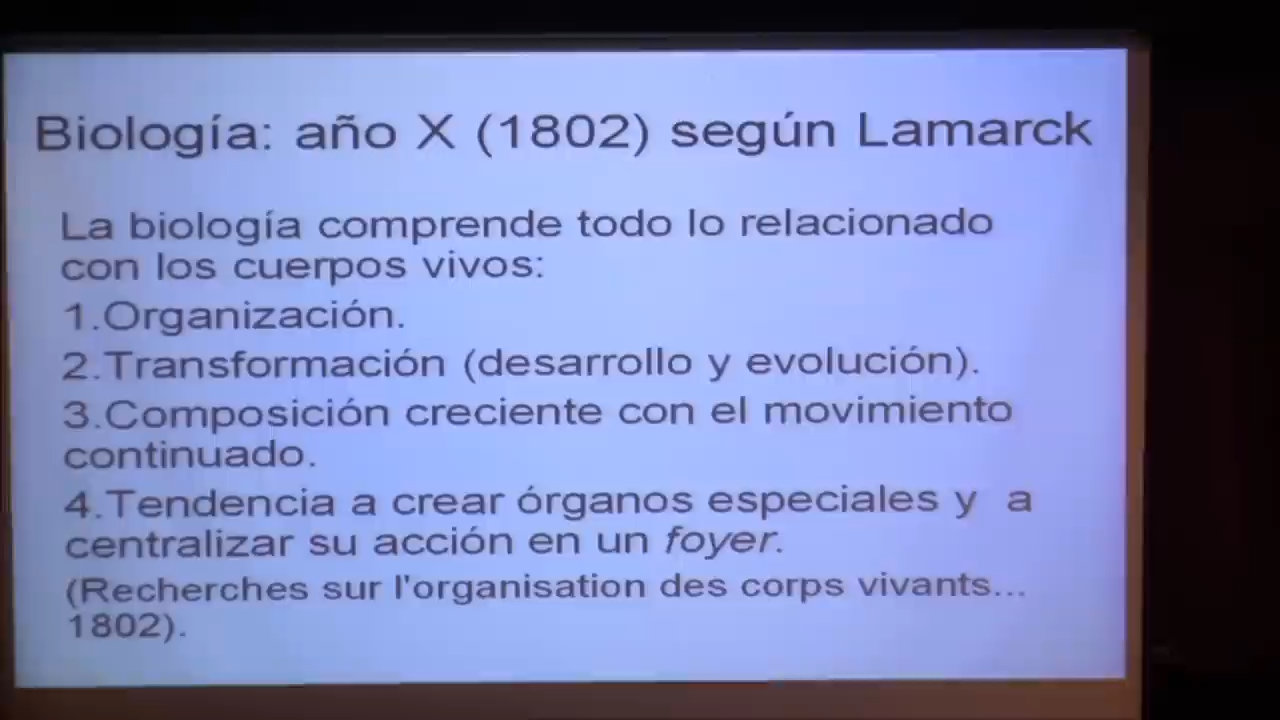 Biología: año X (1802) según Lamarck
La biología comprende todo lo relacionado
con los cuerpos vivos:
1.Organización.
2.Transformación (desarrollo y evolución).
3.Composición creciente con el movimiento
continuado.
4.Tendencia a crear órganos especiales y a
centralizar su acción en un foyer.
(Recherches sur l'organisation des corps vivants...
1802).